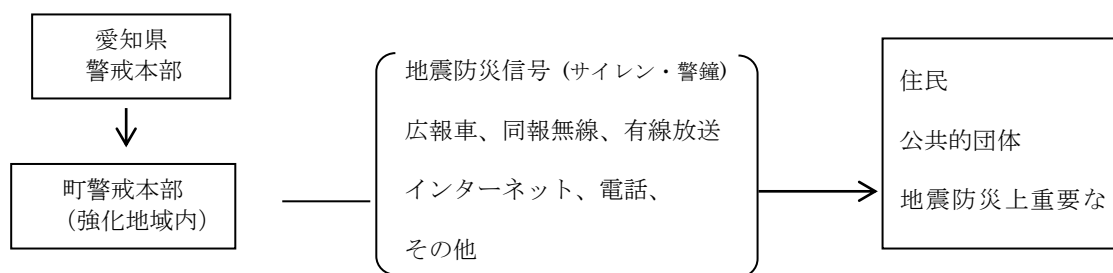 愛知県
警戒本部
町警戒本部
（強化地域内）
地震防災信号（サイレン・警鐘）
広報車、同報無線、有線放送
インターネット、電話、
その他
住民
公共的団体
地震防災上重要な